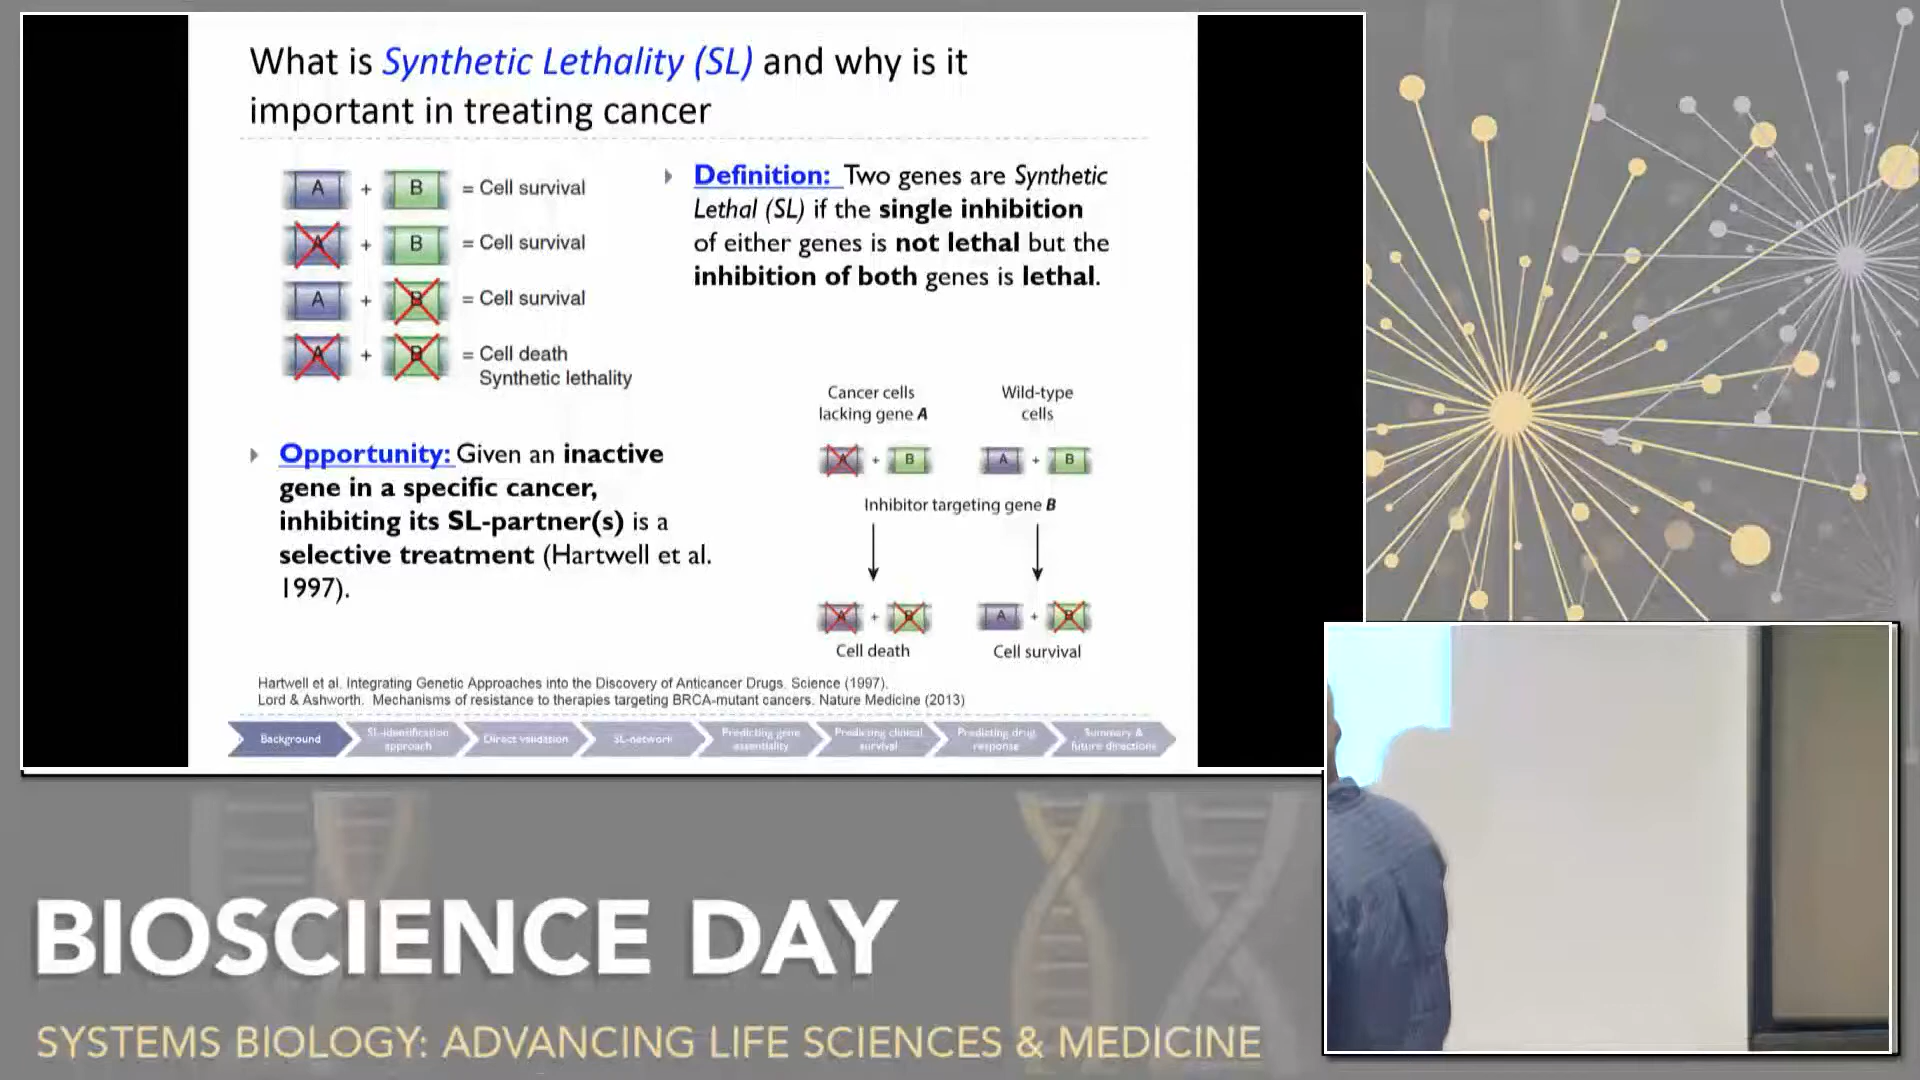 What is Synthetic Lethality (SL) and why is it
important in treating cancer
A + B = Cell survival
A + B = Cell survival
A + B = Cell survival
A + B = Cell death
Synthetic lethality
Definition: Two genes are Synthetic
Lethal (SL) if the single inhibition
of either genes is not lethal but the
inhibition of both genes is lethal.
Opportunity: Given an inactive
gene in a specific cancer,
inhibiting its SL-partner(s) is a
selective treatment (Hartwell et al.
1997).
Cancer cells
lacking gene A
Wild-type
cells
A + B
A + B
Inhibitor targeting gene B
A + B
A + B
Cell death
Cell survival
Hartwell et al. Integrating Genetic Approaches into the Discovery of Anticancer Drugs. Science (1997).
Lord & Ashworth. Mechanisms of resistance to therapies targeting BRCA-mutant cancers. Nature Medicine (2013)
Background
SL-identification
approach
Direct validation
SL-network
Predicting gene
essentiality
Predicting clinical
survival
Predicting drug
response
Summary &
future directions
BIOSCIENCE DAY
SYSTEMS BIOLOGY: ADVANCING LIFE SCIENCES & MEDICINE